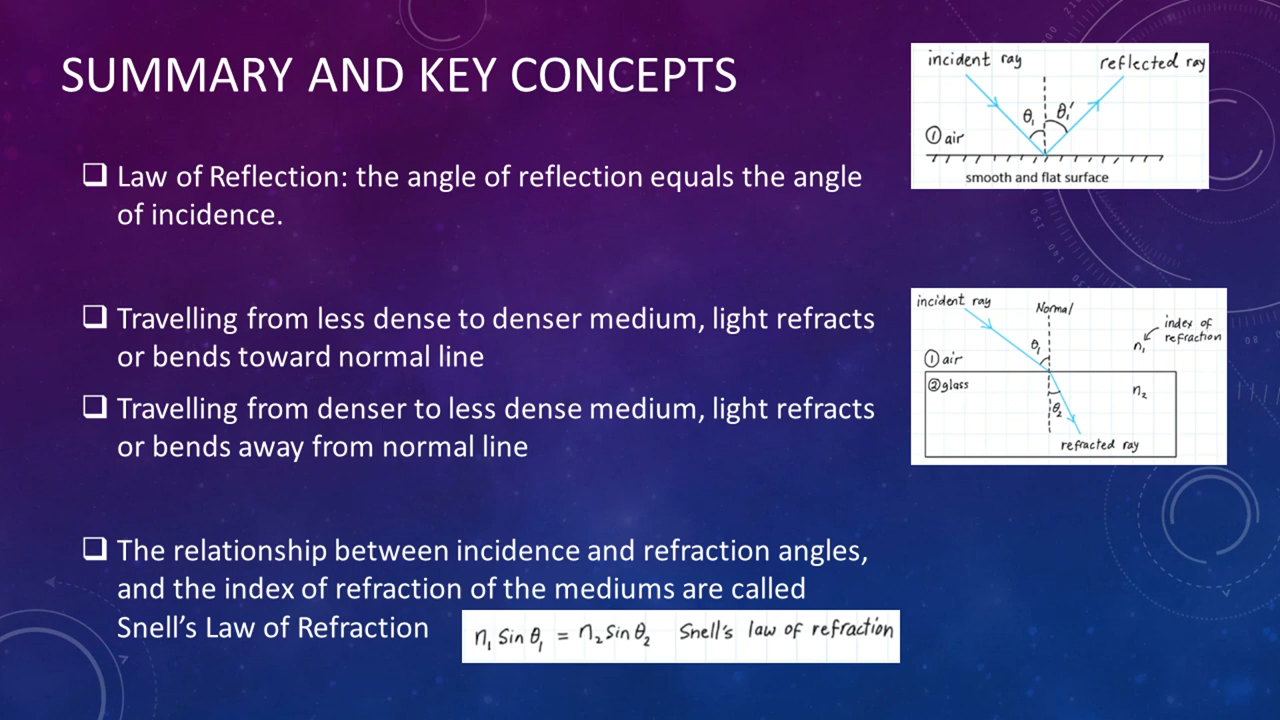 SUMMARY AND KEY CONCEPTS
❑ Law of Reflection: the angle of reflection equals the angle
of incidence.
❑ Travelling from less dense to denser medium, light refracts
or bends toward normal line
❑ Travelling from denser to less dense medium, light refracts
or bends away from normal line
❑ The relationship between incidence and refraction angles,
and the index of refraction of the mediums are called
Snell's Law of Refraction
n₁ sin θ₁ = n₂ sin θ₂ Snell's law of refraction
incident ray
reflected ray
θ₁ θ₁′
① air
smooth and flat surface
incident ray
Normal
index of
refraction
n₁
θ₁
① air
② glass
n₂
θ₂
refracted ray